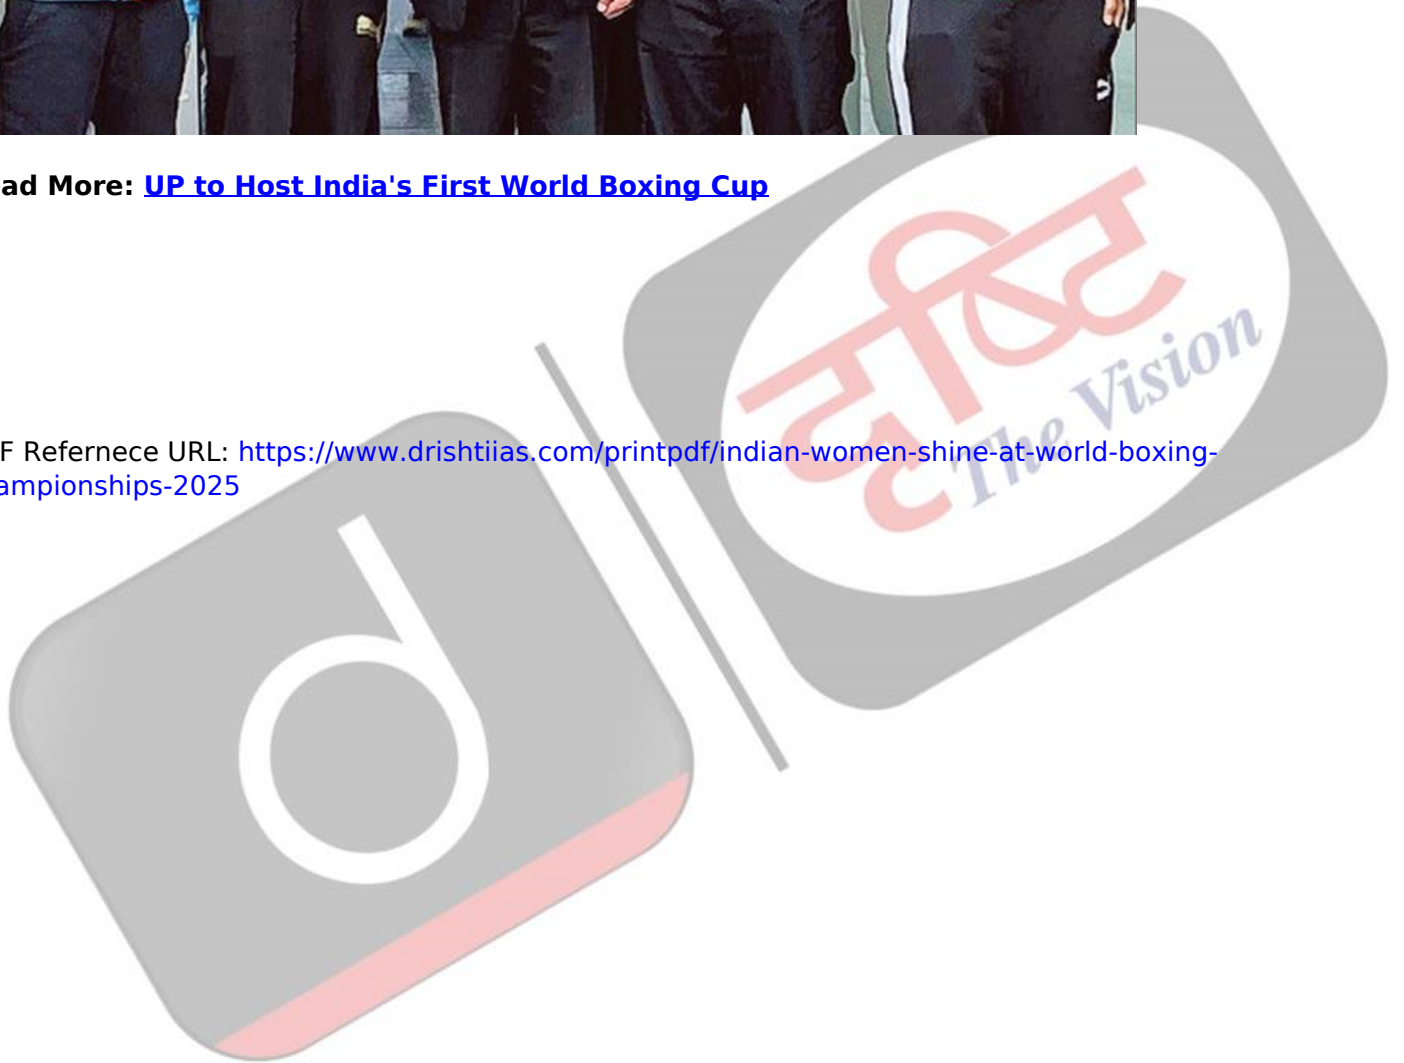 ad More: UP to Host India's First World Boxing Cup
F Refernece URL: https://www.drishtiias.com/printpdf/indian-women-shine-at-world-boxing-
ampionships-2025
दृष्टि
The Vision
d